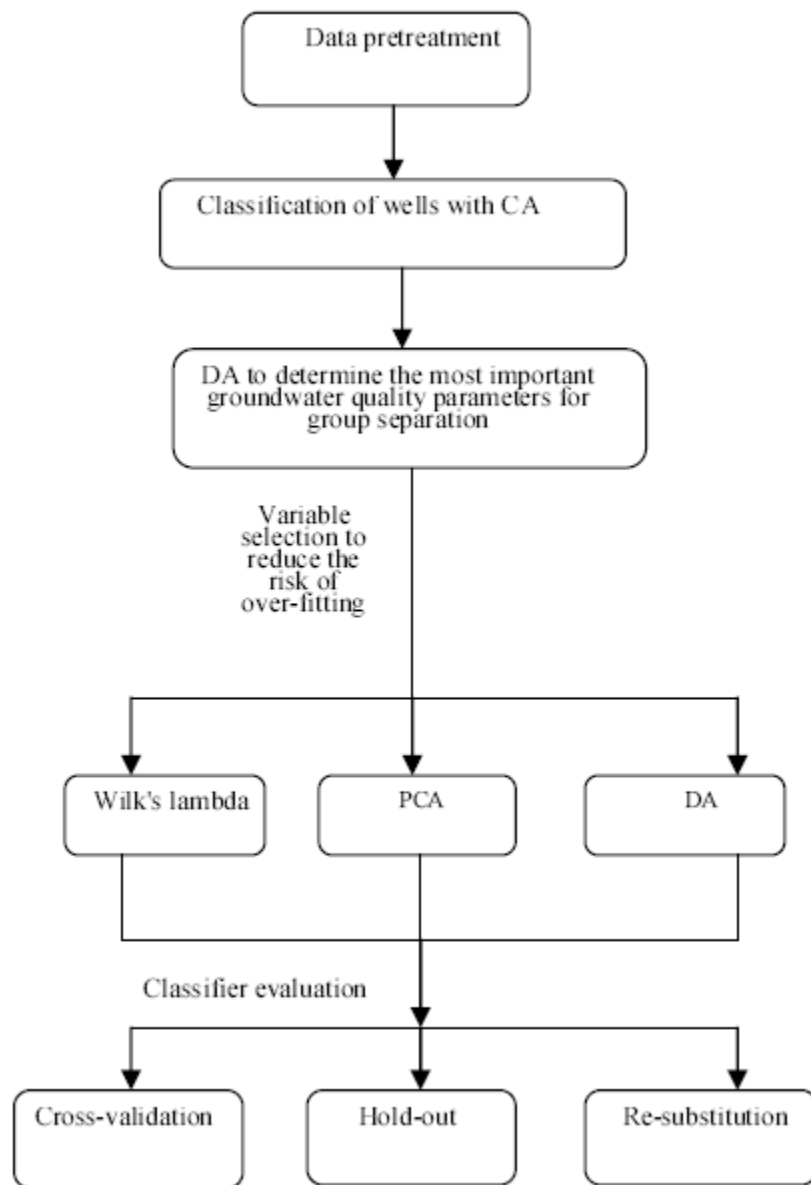 Data pretreatment
Classification of wells with CA
DA to determine the most important
groundwater quality parameters for
group separation
Variable
selection to
reduce the
risk of
over-fitting
Wilk's lambda
PCA
DA
Classifier evaluation
Cross-validation
Hold-out
Re-substitution